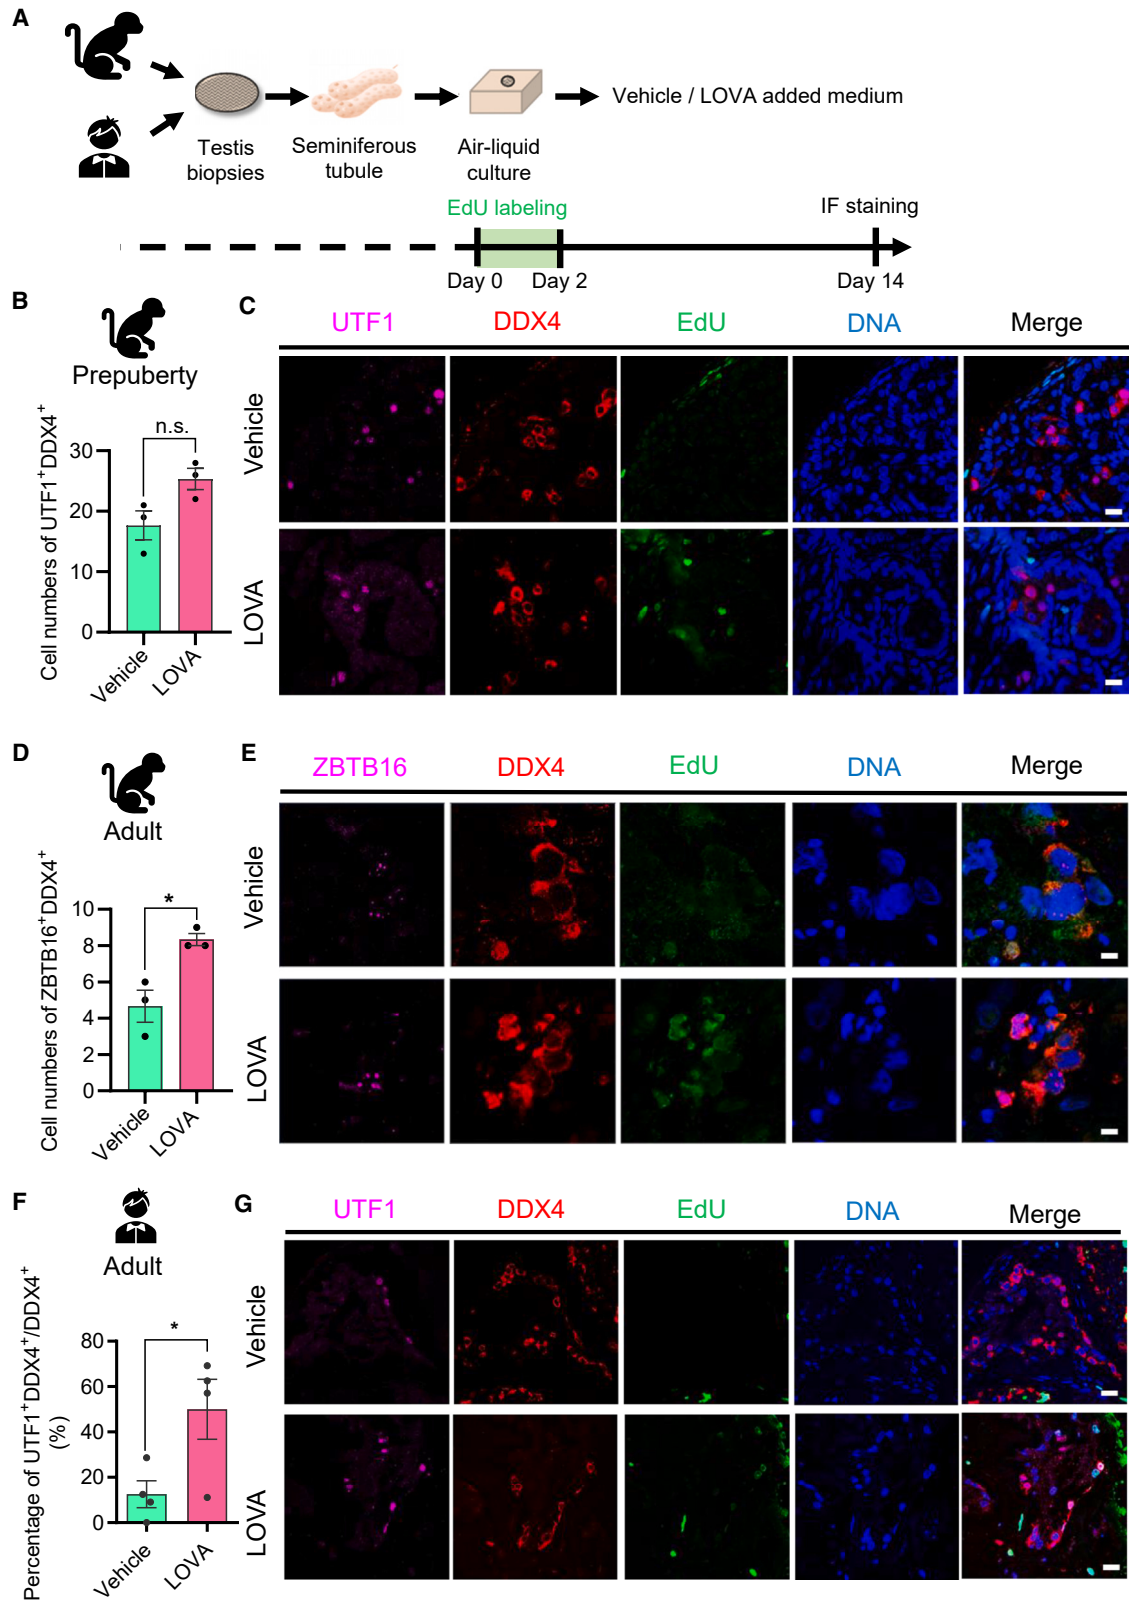 A
Testis
biopsies
Seminiferous
tubule
Air-liquid
culture
Vehicle / LOVA added medium
EdU labeling
IF staining
Day 0
Day 2
Day 14
B
Prepuberty
Cell numbers of UTF1+DDX4+
30
20
10
0
n.s.
Vehicle
LOVA
C
UTF1
DDX4
EdU
DNA
Merge
Vehicle
LOVA
D
Adult
Cell numbers of ZBTB16+DDX4+
10
8
6
4
2
0
*
Vehicle
LOVA
E
ZBTB16
DDX4
EdU
DNA
Merge
Vehicle
LOVA
F
Adult
Percentage of UTF1+DDX4+/DDX4+
(%)
80
60
40
20
0
*
Vehicle
LOVA
G
UTF1
DDX4
EdU
DNA
Merge
Vehicle
LOVA